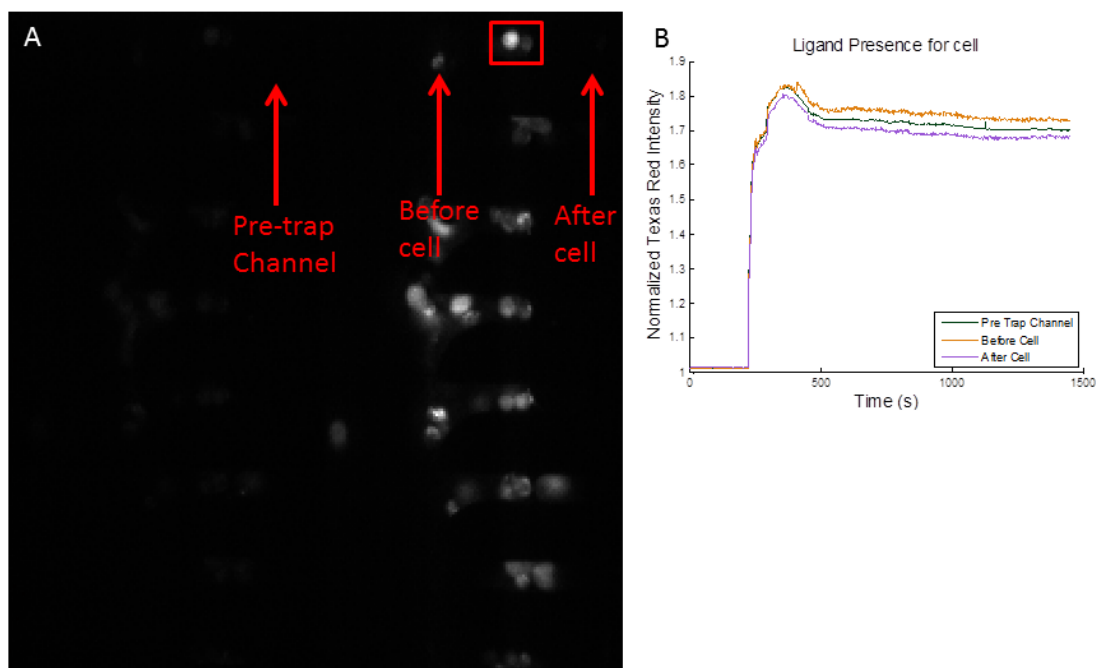 A
Pre-trap
Channel
Before
cell
After
cell
B
Ligand Presence for cell
Normalized Texas Red Intensity
1.9
1.8
1.7
1.6
1.5
1.4
1.3
1.2
1.1
1
0
500
1000
1500
Time (s)
Pre Trap Channel
Before Cell
After Cell